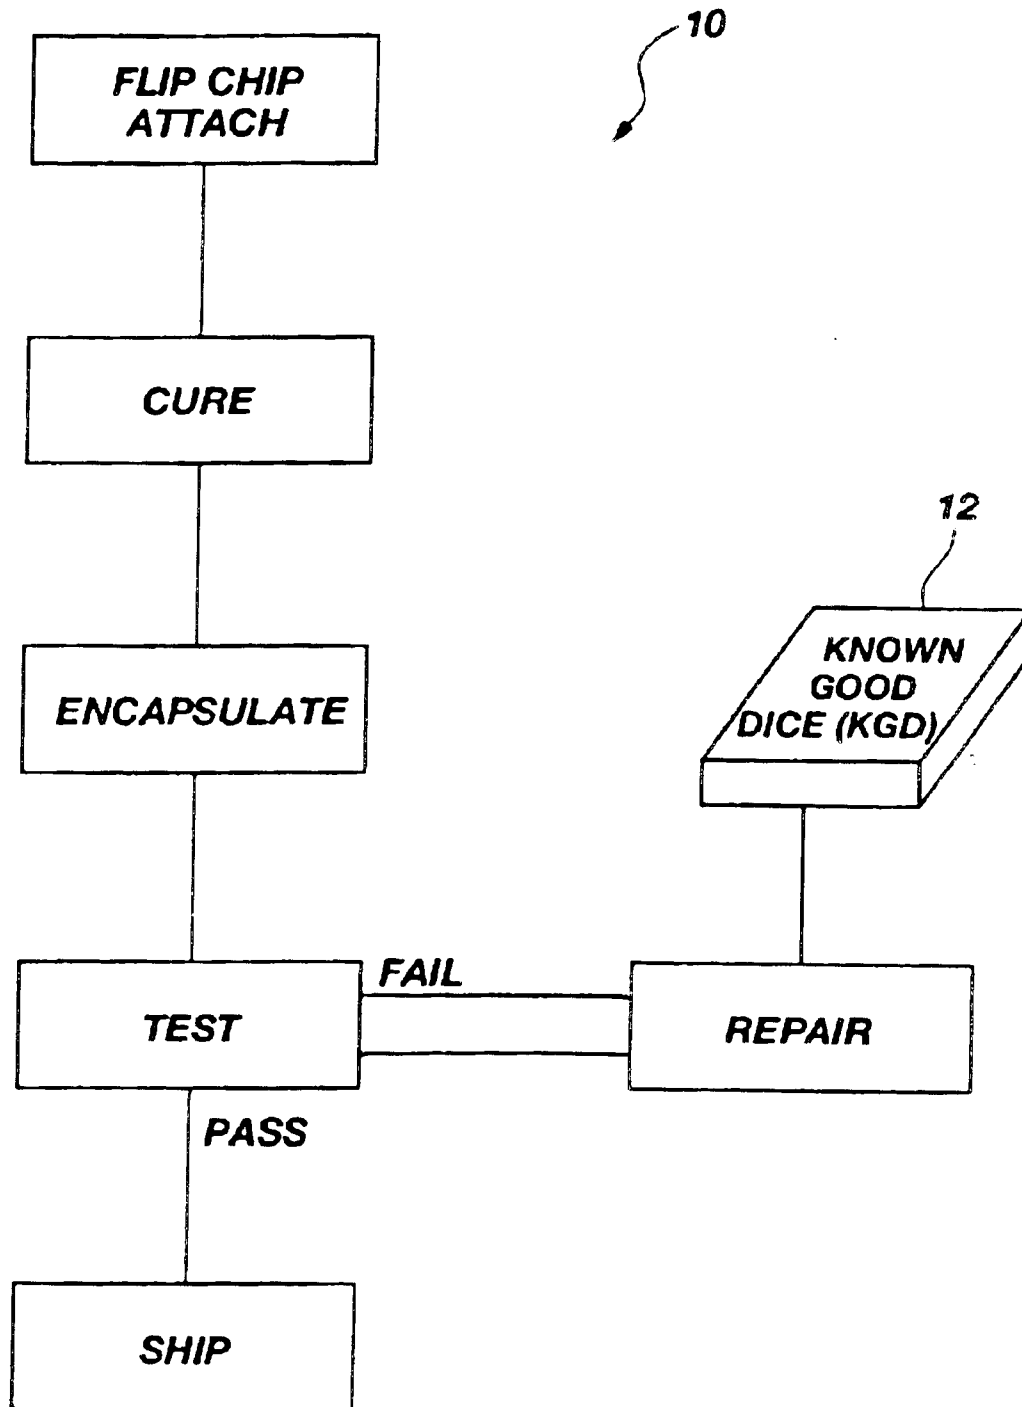 10
FLIP CHIP
ATTACH
CURE
12
KNOWN
GOOD
DICE (KGD)
ENCAPSULATE
FAIL
TEST
REPAIR
PASS
SHIP